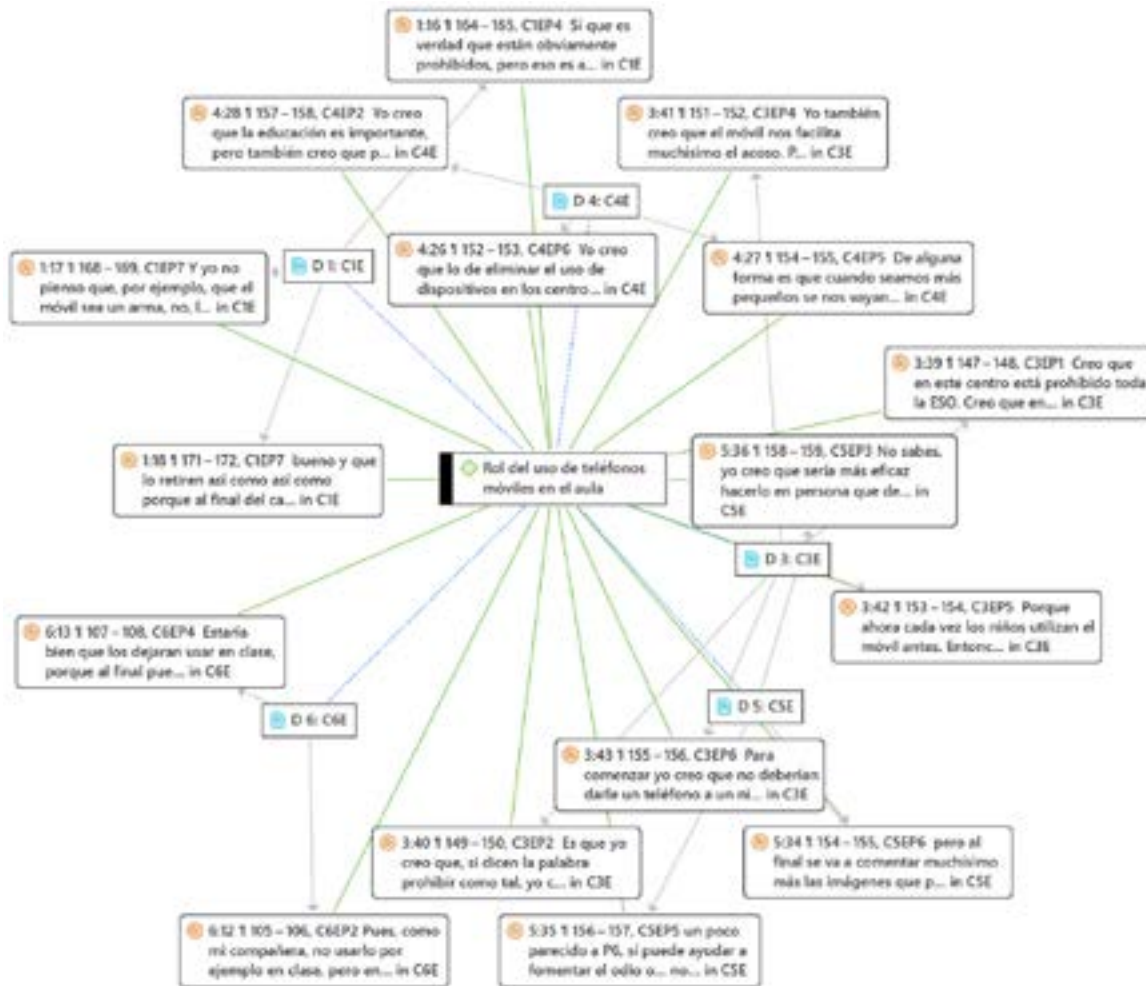 1:16 ¶ 164 – 165, C1EP4 Si que es
verdad que están obviamente
prohibidos, pero eso es a... in C1E
4:28 ¶ 157 – 158, C4EP2 Yo creo
que la educación es importante,
pero también creo que p... in C4E
3:41 ¶ 151 – 152, C3EP4 Yo también
creo que el móvil nos facilita
muchísimo el acoso. P... in C3E
D 4: C4E
4:26 ¶ 152 – 153, C4EP6 Yo creo
que lo de eliminar el uso de
dispositivos en los centro... in C4E
4:27 ¶ 154 – 155, C4EP5 De alguna
forma es que cuando seamos más
pequeños se nos vayan... in C4E
D 1: C1E
1:17 ¶ 168 – 169, C1EP7 Y yo no
pienso que, por ejemplo, que el
móvil sea un arma, no, l... in C1E
3:39 ¶ 147 – 148, C3EP1 Creo que
en este centro está prohibido toda
la ESO. Creo que en... in C3E
1:18 ¶ 171 – 172, C1EP7 bueno y que
lo retiren así como así como
porque al final del ca... in C1E
Rol del uso de teléfonos
móviles en el aula
5:36 ¶ 158 – 159, C5EP3 No sabes,
yo creo que sería más eficaz
hacerlo en persona que de... in
C5E
D 3: C3E
3:42 ¶ 153 – 154, C3EP5 Porque
ahora cada vez los niños utilizan el
móvil antes. Entonc... in C3E
6:13 ¶ 107 – 108, C6EP4 Estaría
bien que los dejaran usar en clase,
porque al final pue... in C6E
D 6: C6E
D 5: C5E
3:43 ¶ 155 – 156, C3EP6 Para
comenzar yo creo que no deberían
darle un teléfono a un ni... in C3E
3:40 ¶ 149 – 150, C3EP2 Es que yo
creo que, si dicen la palabra
prohibir como tal, yo c... in C3E
5:34 ¶ 154 – 155, C5EP6 pero al
final se va a comentar muchísimo
más las imágenes que p... in C5E
6:12 ¶ 105 – 106, C6EP2 Pues, como
mi compañera, no usarlo por
ejemplo en clase, pero en... in C6E
5:35 ¶ 156 – 157, C5EP5 un poco
parecido a P6, si puede ayudar a
fomentar el odio o... no... in C5E